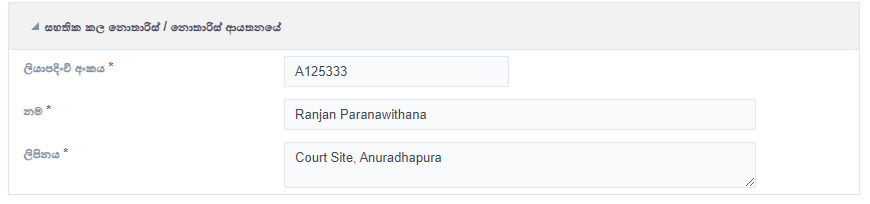 සහතික කල නොතාරිස් / නොතාරිස් ආයතනයේ
ලියාපදිංචි අංකය * A125333
නම * Ranjan Paranawithana
ලිපිනය * Court Site, Anuradhapura